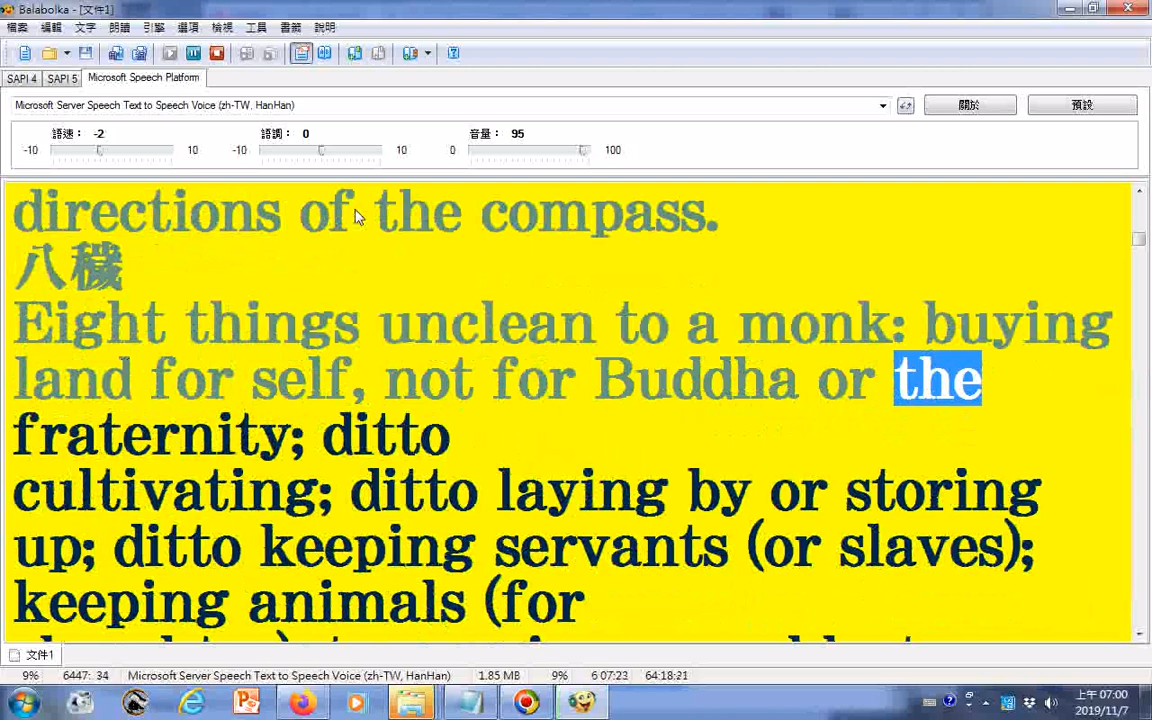 Balabolka - [文件1]
檔案 編輯 文字 朗讀 引擎 選項 檢視 工具 書籤 說明
SAPI 4 SAPI 5 Microsoft Speech Platform
Microsoft Server Speech Text to Speech Voice (zh-TW, HanHan) 關於 預設
語速： -2 語調： 0 音量： 95
-10 10 -10 10 0 100
directions of the compass.
八穢
Eight things unclean to a monk: buying
land for self, not for Buddha or the
fraternity; ditto
cultivating; ditto laying by or storing
up; ditto keeping servants (or slaves);
keeping animals (for
文件1
9% 6447: 34 Microsoft Server Speech Text to Speech Voice (zh-TW, HanHan) 1.85 MB 9% 6 07:23 64:18:21
上午 07:00
2019/11/7